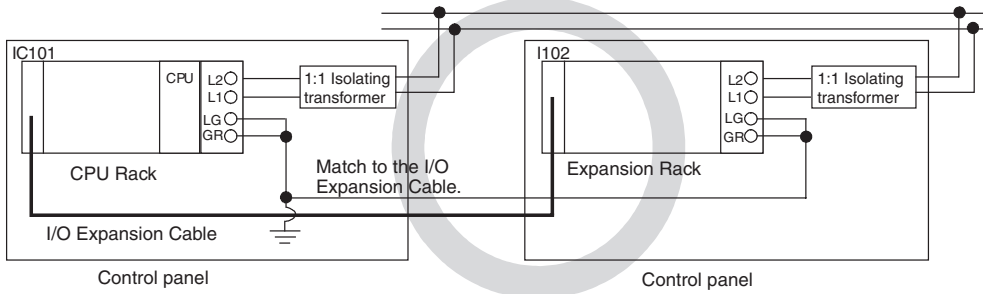 IC101
CPU
L2
L1
LG
GR
1:1 Isolating
transformer
CPU Rack
Match to the I/O
Expansion Cable.
I/O Expansion Cable
Control panel
I102
L2
L1
LG
GR
1:1 Isolating
transformer
Expansion Rack
Control panel